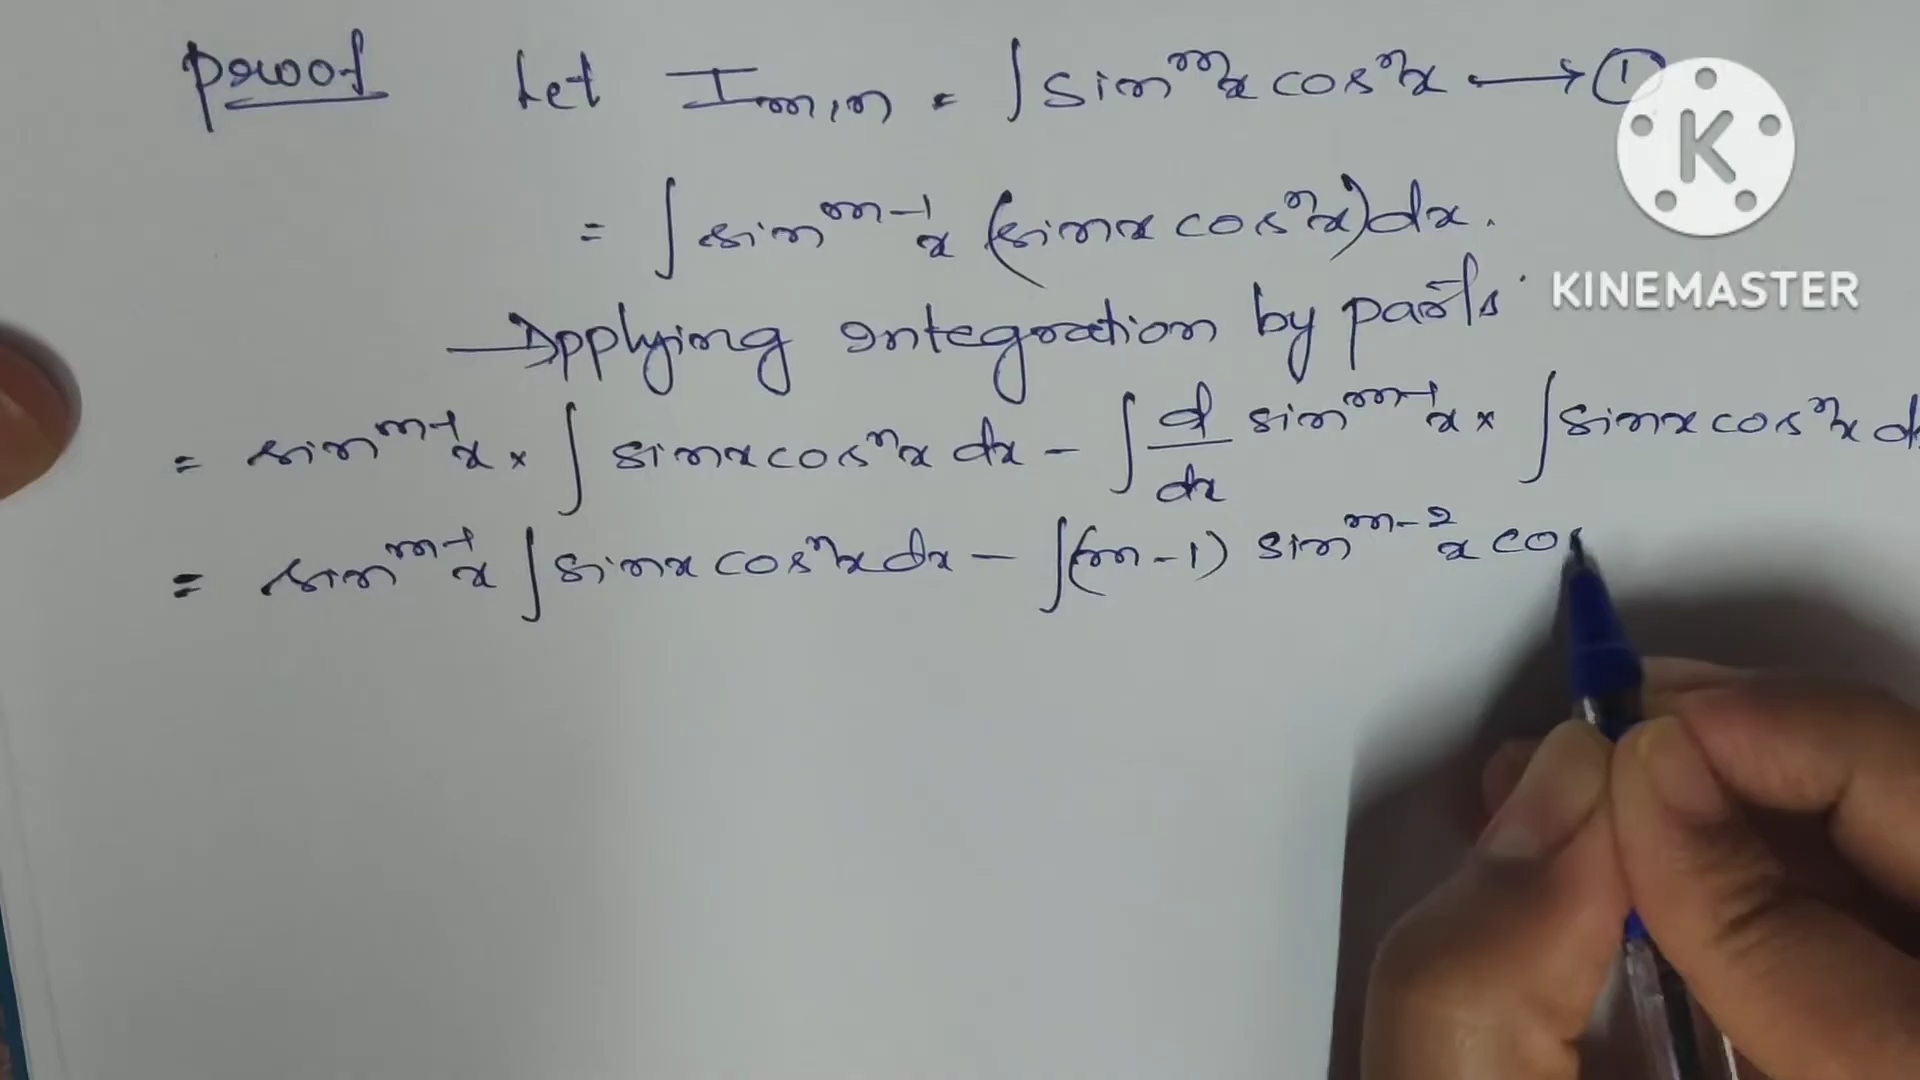 Proof Let I_{m,n} = ∫ sin^m x cos^n x → ①
= ∫ sin^{m-1} x (sin x cos^n x) dx.
Applying integration by parts.
= sin^{m-1} x × ∫ sin x cos^n x dx - ∫ d/dx sin^{m-1} x × ∫ sin x cos^n x d
= sin^{m-1} x ∫ sin x cos^n x dx - ∫ (m-1) sin^{m-2} x cos
K
KINEMASTER